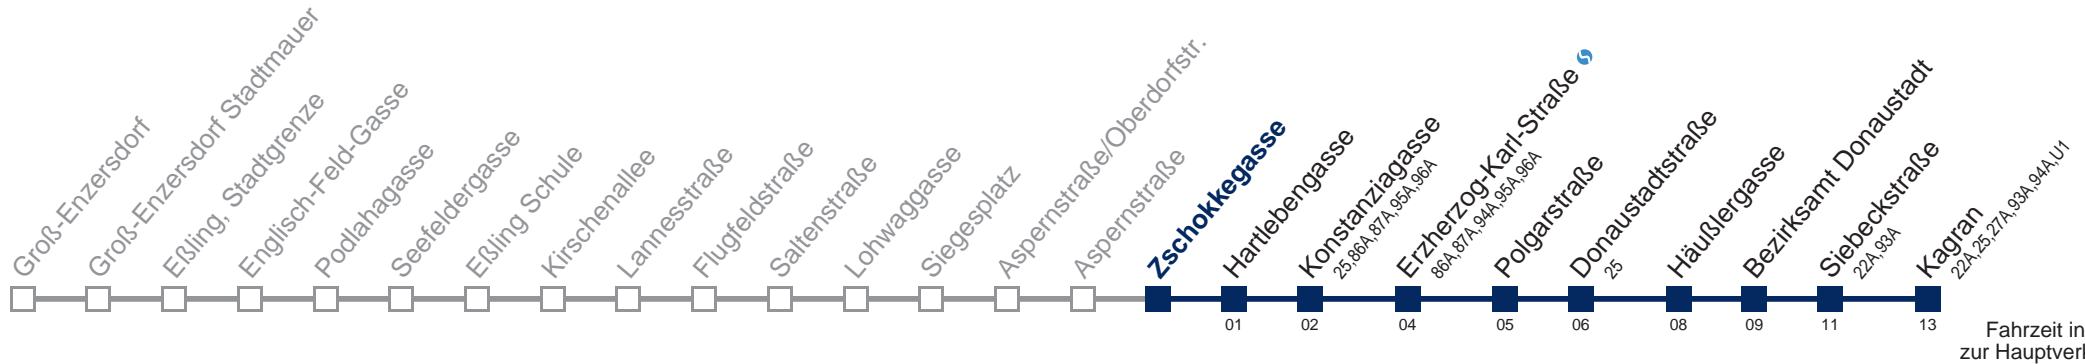 Groß-Enzersdorf
Groß-Enzersdorf Stadtmauer
Eßling, Stadtgrenze
Englisch-Feld-Gasse
Podlahagasse
Seefeldergasse
Eßling Schule
Kirschenallee
Lannesstraße
Flugfeldstraße
Saltenstraße
Lohwaggasse
Siegesplatz
Aspernstraße/Oberdorfstr.
Aspernstraße
Zschokkegasse
Hartlebengasse
Konstanziagasse
25,86A,87A,95A,96A
Erzherzog-Karl-Straße
86A,87A,94A,95A,96A
Polgarstraße
Donaustadtstraße
25
Häußlergasse
Bezirksamt Donaustadt
Siebeckstraße
22A,93A
Kagran
22A,25,27A,93A,94A,U1
01 02 04 05 06 08 09 11 13
Fahrzeit in
zur Hauptverl